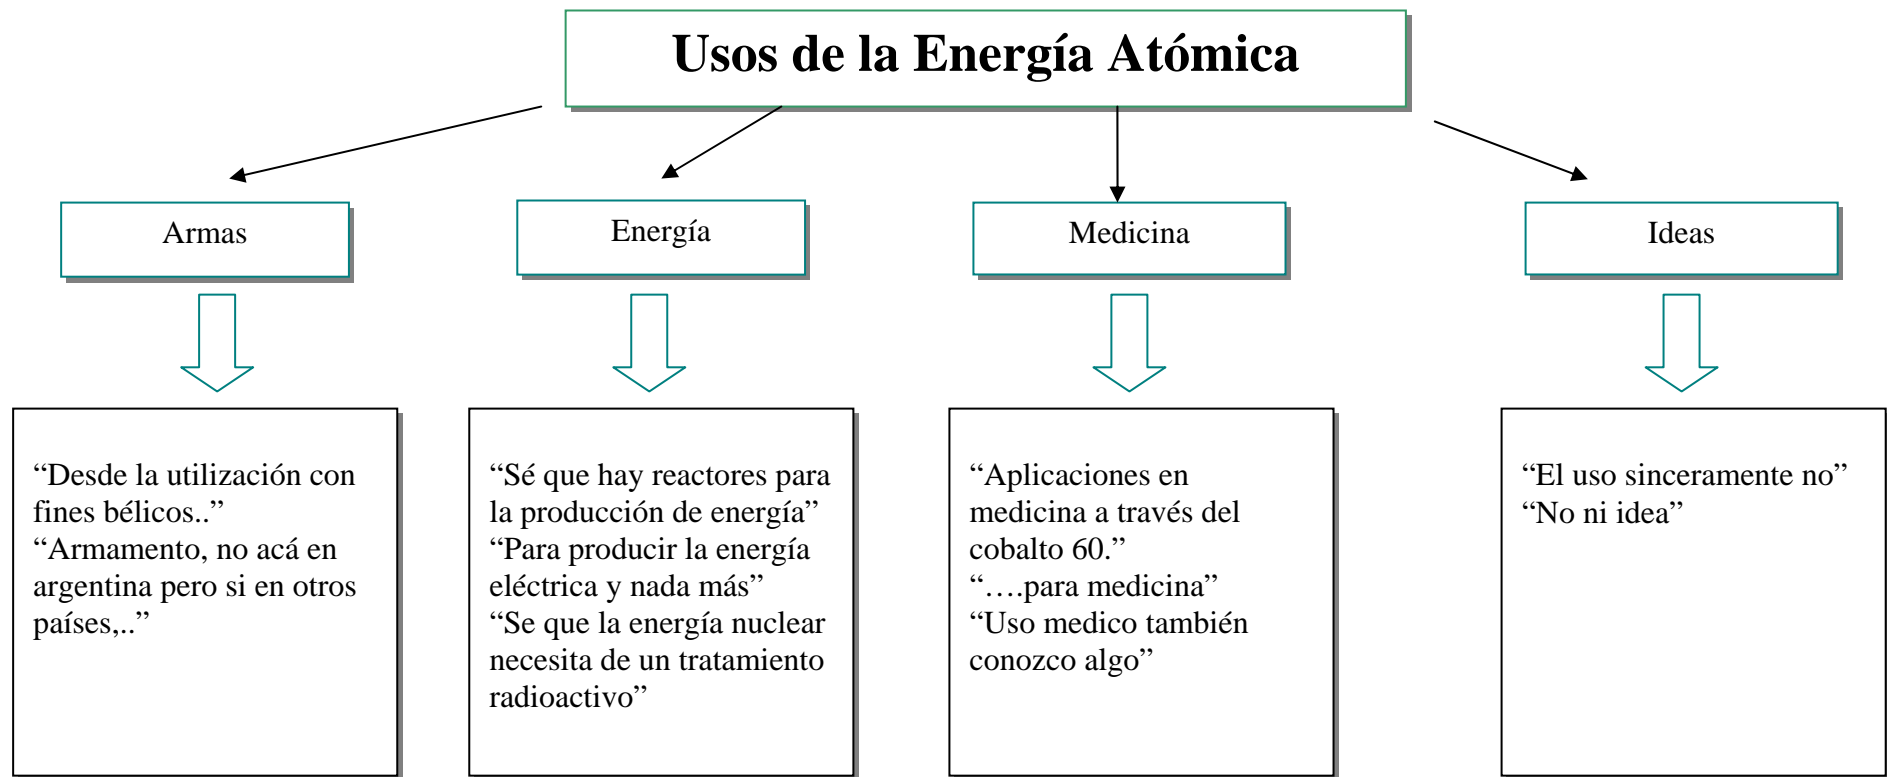 Usos de la Energía Atómica
Armas
Energía
Medicina
Ideas
“Desde la utilización con
fines bélicos..”
“Armamento, no acá en
argentina pero si en otros
países,..”
“Sé que hay reactores para
la producción de energía”
“Para producir la energía
eléctrica y nada más”
“Se que la energía nuclear
necesita de un tratamiento
radioactivo”
“Aplicaciones en
medicina a través del
cobalto 60.”
“….para medicina”
“Uso medico también
conozco algo”
“El uso sinceramente no”
“No ni idea”